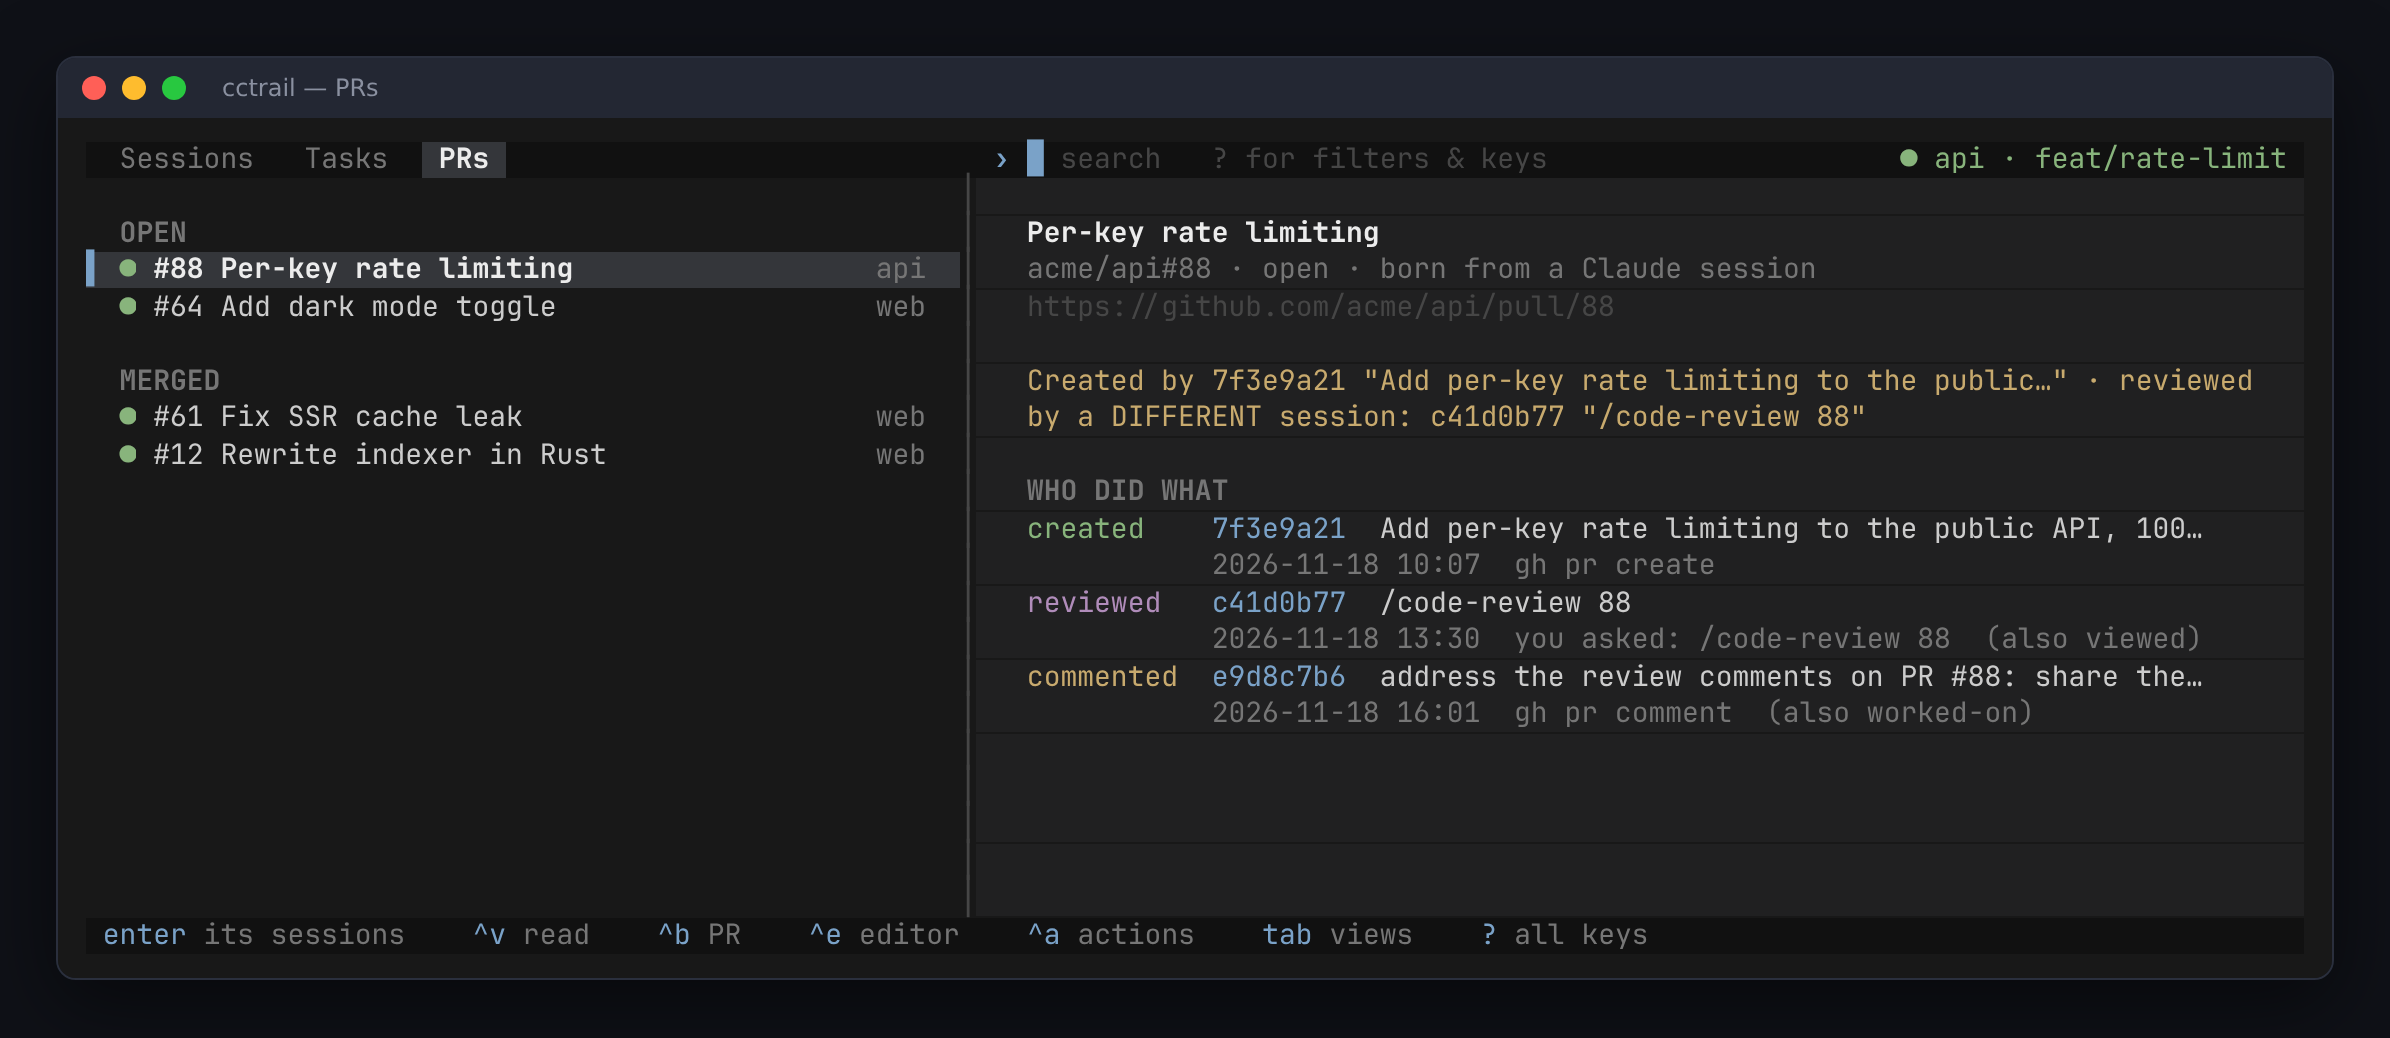 cctrail — PRs
Sessions Tasks PRs
› search ? for filters & keys
● api · feat/rate-limit
OPEN
● #88 Per-key rate limiting api
● #64 Add dark mode toggle web
MERGED
● #61 Fix SSR cache leak web
● #12 Rewrite indexer in Rust web
Per-key rate limiting
acme/api#88 · open · born from a Claude session
https://github.com/acme/api/pull/88
Created by 7f3e9a21 "Add per-key rate limiting to the public…" · reviewed
by a DIFFERENT session: c41d0b77 "/code-review 88"
WHO DID WHAT
created 7f3e9a21 Add per-key rate limiting to the public API, 100…
2026-11-18 10:07 gh pr create
reviewed c41d0b77 /code-review 88
2026-11-18 13:30 you asked: /code-review 88 (also viewed)
commented e9d8c7b6 address the review comments on PR #88: share the…
2026-11-18 16:01 gh pr comment (also worked-on)
enter its sessions ^v read ^b PR ^e editor ^a actions tab views ? all keys